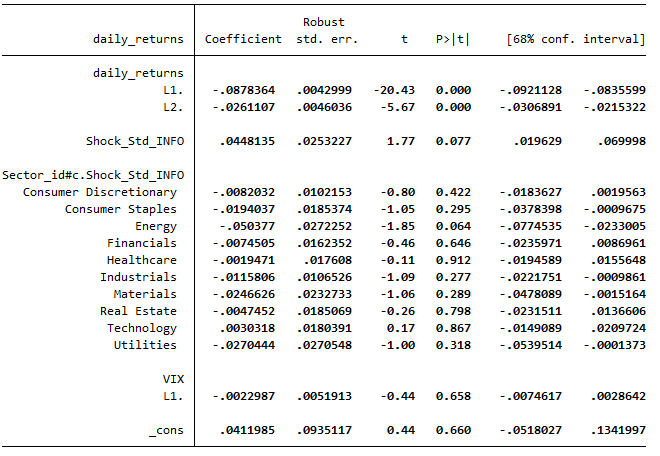 Robust
daily_returns Coefficient std. err. t P>|t| [68% conf. interval]
daily_returns
L1. -.0878364 .0042999 -20.43 0.000 -.0921128 -.0835599
L2. -.0261107 .0046036 -5.67 0.000 -.0306891 -.0215322
Shock_Std_INFO .0448135 .0253227 1.77 0.077 .019629 .069998
Sector_id#c.Shock_Std_INFO
Consumer Discretionary -.0082032 .0102153 -0.80 0.422 -.0183627 .0019563
Consumer Staples -.0194037 .0185374 -1.05 0.295 -.0378398 -.0009675
Energy -.050377 .0272252 -1.85 0.064 -.0774535 -.0233005
Financials -.0074505 .0162352 -0.46 0.646 -.0235971 .0086961
Healthcare -.0019471 .017608 -0.11 0.912 -.0194589 .0155648
Industrials -.0115806 .0106526 -1.09 0.277 -.0221751 -.0009861
Materials -.0246626 .0232733 -1.06 0.289 -.0478089 -.0015164
Real Estate -.0047452 .0185069 -0.26 0.798 -.0231511 .0136606
Technology .0030318 .0180391 0.17 0.867 -.0149089 .0209724
Utilities -.0270444 .0270548 -1.00 0.318 -.0539514 -.0001373
VIX
L1. -.0022987 .0051913 -0.44 0.658 -.0074617 .0028642
_cons .0411985 .0935117 0.44 0.660 -.0518027 .1341997